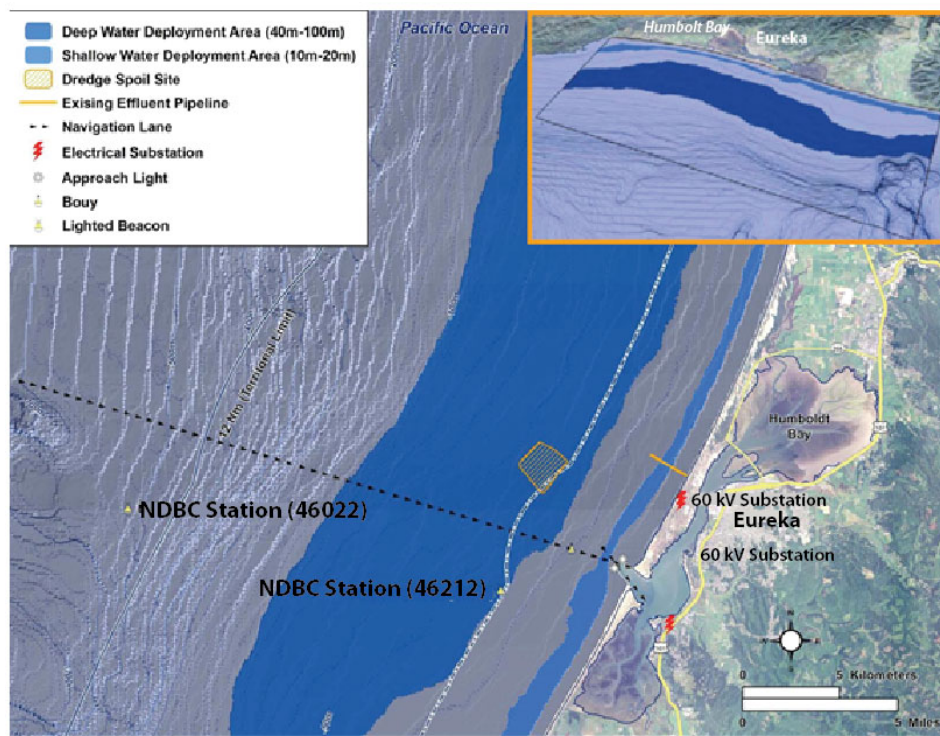 Deep Water Deployment Area (40m-100m)
Shallow Water Deployment Area (10m-20m)
Dredge Spoil Site
Exising Effluent Pipeline
Navigation Lane
Electrical Substation
Approach Light
Bouy
Lighted Beacon
Pacific Ocean
Humbolt Bay
Eureka
12 Nm (Territorial Limit)
Humboldt
Bay
NDBC Station (46022)
60 kV Substation
Eureka
60 kV Substation
NDBC Station (46212)
N
0 5 Kilometers
0 5 Miles